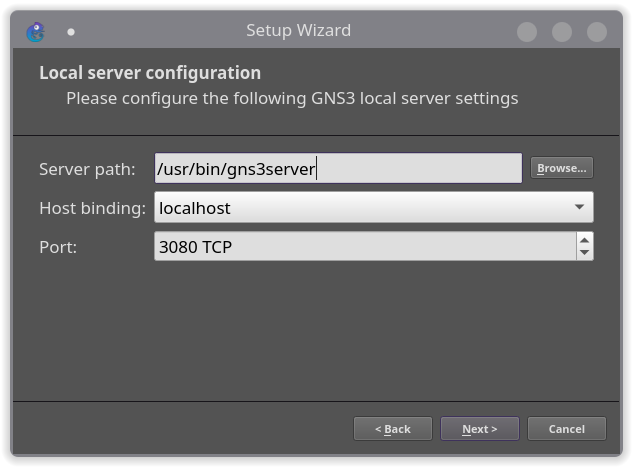 Setup Wizard
Local server configuration
Please configure the following GNS3 local server settings
Server path: /usr/bin/gns3server Browse...
Host binding: localhost
Port: 3080 TCP
< Back Next > Cancel